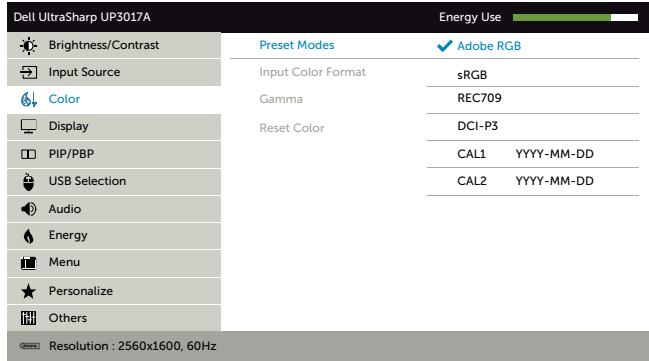 Dell UltraSharp UP3017A Energy Use
Brightness/Contrast Preset Modes Adobe RGB
Input Source Input Color Format sRGB
Color Gamma REC709
Display Reset Color DCI-P3
PIP/PBP CAL1 YYYY-MM-DD
USB Selection CAL2 YYYY-MM-DD
Audio
Energy
Menu
Personalize
Others
Resolution : 2560x1600, 60Hz